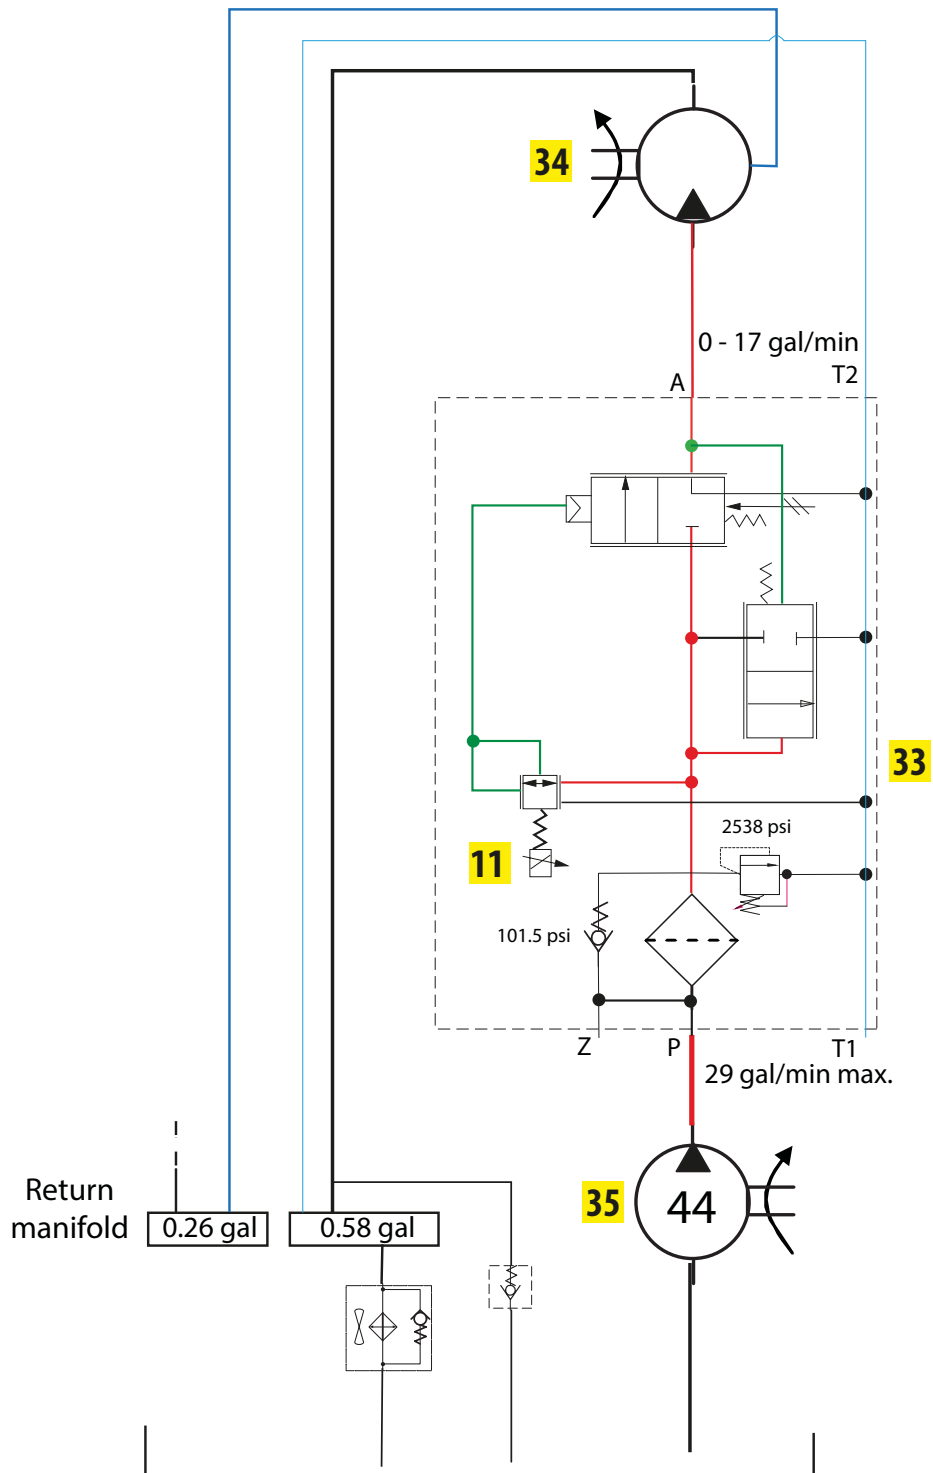 34
0 - 17 gal/min
T2
A
33
2538 psi
11
101.5 psi
Z
P
T1
29 gal/min max.
Return
manifold
0.26 gal
0.58 gal
35
44